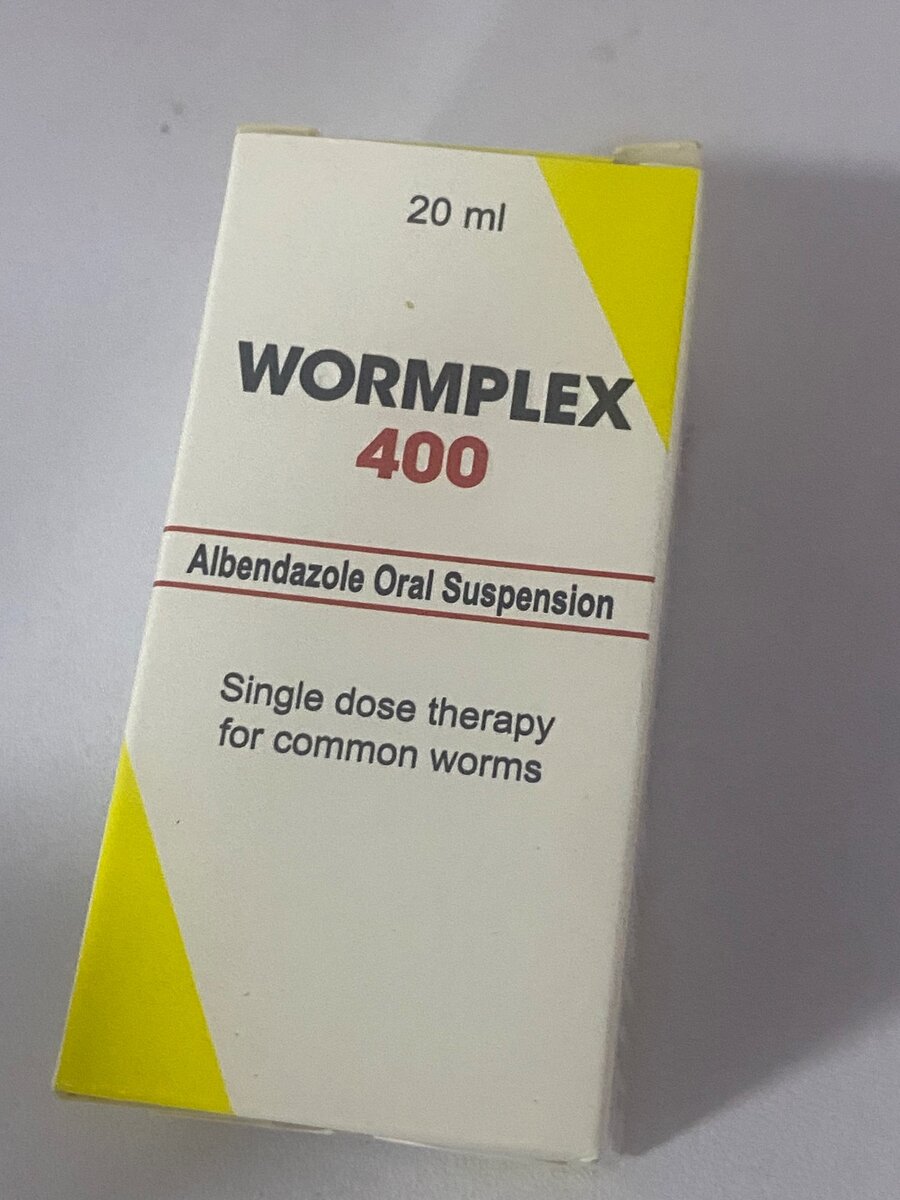 20 ml
WORMPLEX
400
Albendazole Oral Suspension
Single dose therapy
for common worms